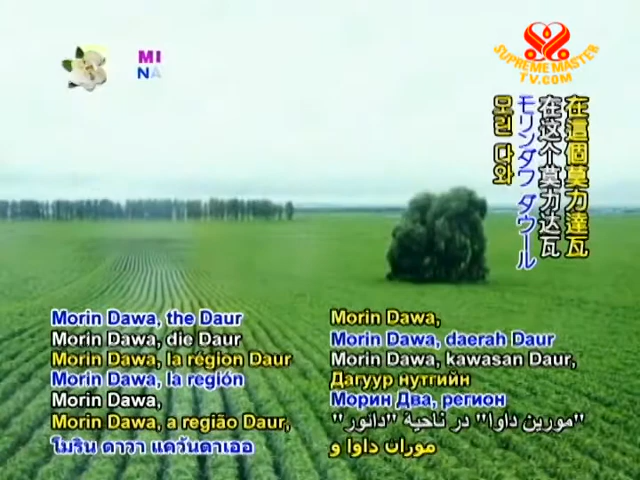 MI
NA
SUPREME MASTER
TV.COM
在這個莫力達瓦
在这个莫力达瓦
モリンダワ ダウール
모린 다와
Morin Dawa, the Daur
Morin Dawa, die Daur
Morin Dawa, la région Daur
Morin Dawa, la región
Morin Dawa,
Morin Dawa, a região Daur,
โมริน ดาวา แคว้นดาเออ
Morin Dawa,
Morin Dawa, daerah Daur
Morin Dawa, kawasan Daur,
Дагуур нутгийн
Морин Два, регион
"مورين داوا" در ناحية "دائور"
موران داوا و